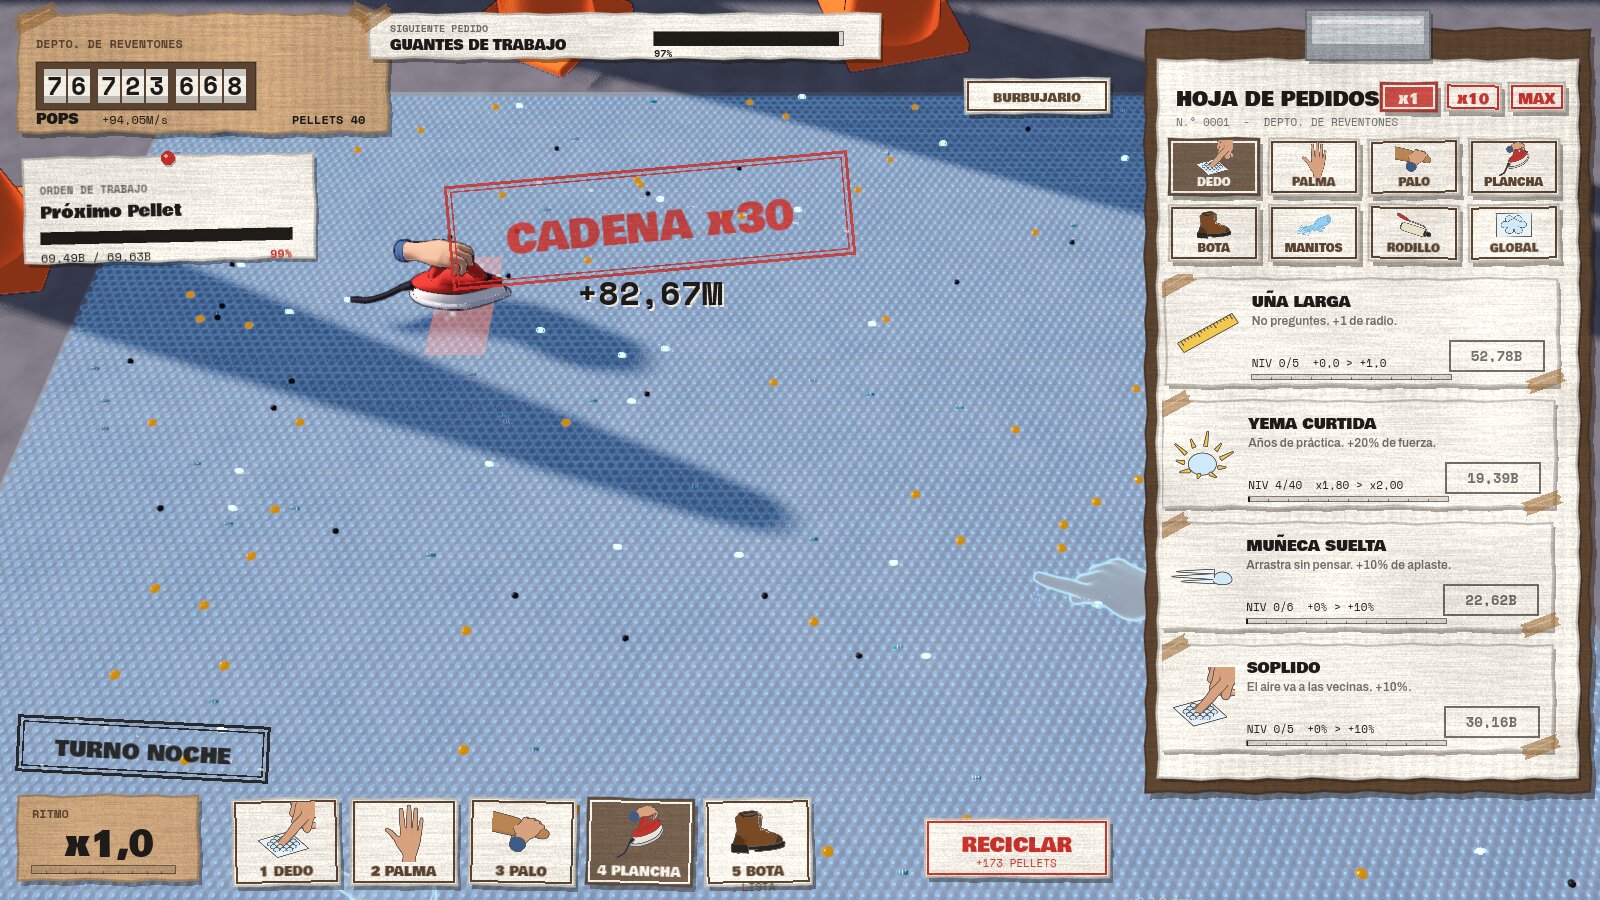 DEPTO. DE REVENTONES
76 723 668
POPS +94,05M/s PELLETS 40
SIGUIENTE PEDIDO
GUANTES DE TRABAJO
97%
BURBUJARIO
ORDEN DE TRABAJO
Próximo Pellet
69.49B / 69.63B 99%
CADENA x30
+82,67M
TURNO NOCHE
RITMO
x1,0
1 DEDO
2 PALMA
3 PALO
4 PLANCHA
5 BOTA
LISTA
RECICLAR
+173 PELLETS
HOJA DE PEDIDOS x1 x10 MAX
N.° 0001 - DEPTO. DE REVENTONES
DEDO PALMA PALO PLANCHA
BOTA MANITOS RODILLO GLOBAL
UÑA LARGA
No preguntes. +1 de radio.
NIV 0/5 +0,0 > +1,0
52,78B
YEMA CURTIDA
Años de práctica. +20% de fuerza.
NIV 4/40 x1,80 > x2,00
19,39B
MUÑECA SUELTA
Arrastra sin pensar. +10% de aplaste.
NIV 0/6 +0% > +10%
22,62B
SOPLIDO
El aire va a las vecinas. +10%.
NIV 0/5 +0% > +10%
30,16B